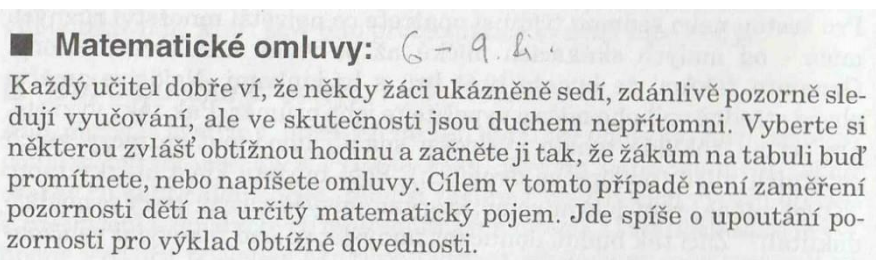 ■ Matematické omluvy: 6 – 9. tř.
Každý učitel dobře ví, že někdy žáci ukázněně sedí, zdánlivě pozorně sle-
dují vyučování, ale ve skutečnosti jsou duchem nepřítomni. Vyberte si
některou zvlášť obtížnou hodinu a začněte ji tak, že žákům na tabuli buď
promítnete, nebo napíšete omluvy. Cílem v tomto případě není zaměření
pozornosti dětí na určitý matematický pojem. Jde spíše o upoutání po-
zornosti pro výklad obtížné dovednosti.